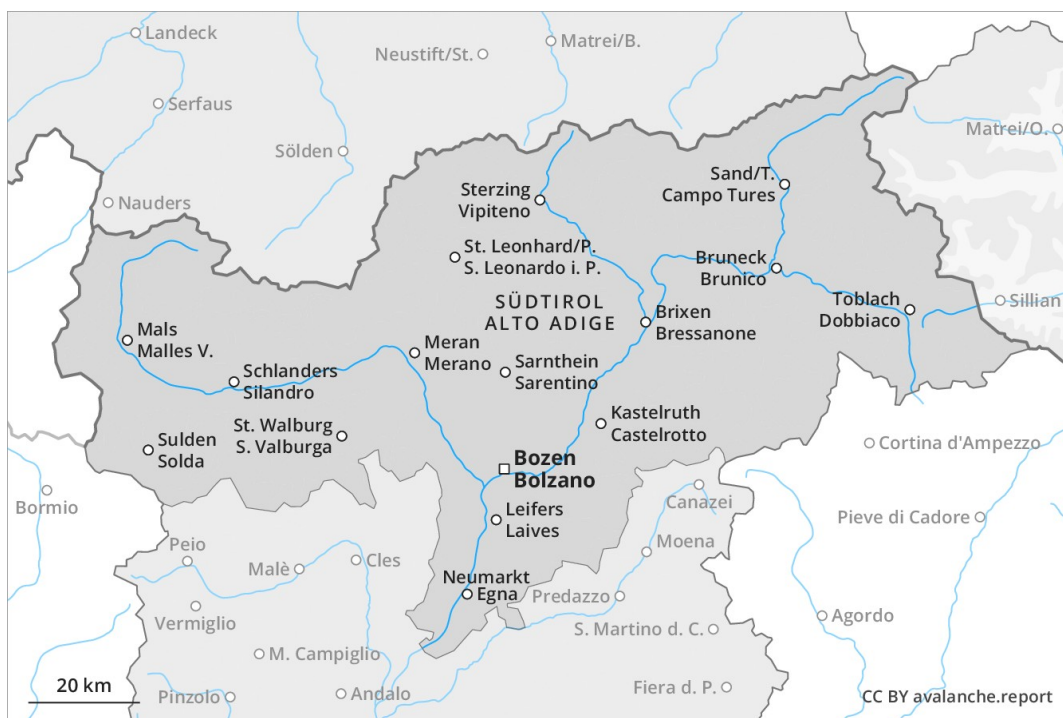 Landeck
Neustift/St.
Matrei/B.
Serfaus
Sölden
Matrei/O.
Nauders
Sterzing
Vipiteno
Sand/T.
Campo Tures
St. Leonhard/P.
S. Leonardo i. P.
Bruneck
Brunico
SÜDTIROL
ALTO ADIGE
Toblach
Dobbiaco
Sillian
Brixen
Bressanone
Mals
Malles V.
Meran
Merano
Sarnthein
Sarentino
Schlanders
Silandro
St. Walburg
S. Valburga
Kastelruth
Castelrotto
Sulden
Solda
Cortina d'Ampezzo
Bozen
Bolzano
Bormio
Canazei
Leifers
Laives
Pieve di Cadore
Peio
Malè
Cles
Moena
Neumarkt
Egna
Predazzo
Vermiglio
Agordo
S. Martino d. C.
M. Campiglio
20 km
Pinzolo
Andalo
Fiera d. P.
CC BY avalanche.report